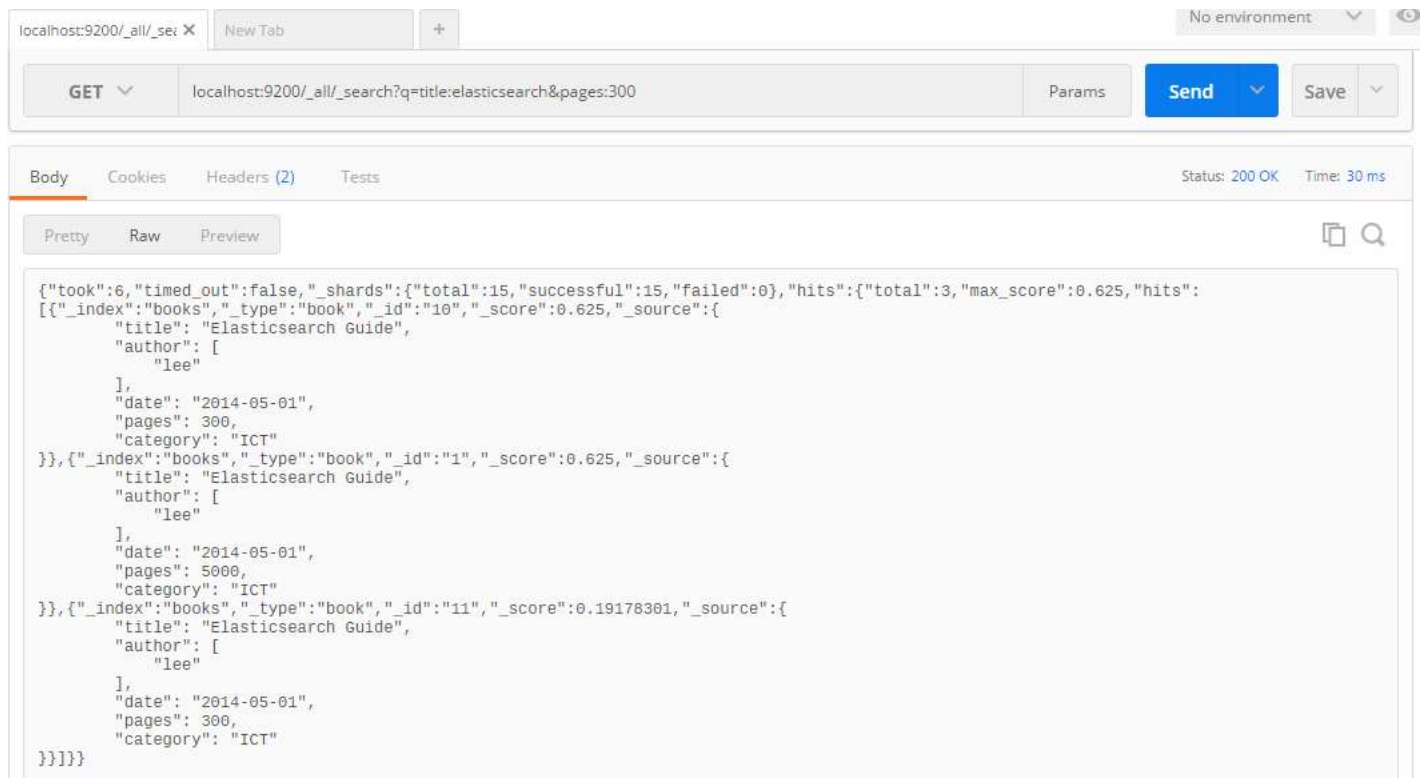 localhost:9200/_all/_sea
New Tab
No environment
GET localhost:9200/_all/_search?q=title:elasticsearch&pages:300 Params Send Save
Body Cookies Headers (2) Tests Status: 200 OK Time: 30 ms
Pretty Raw Preview
{"took":6,"timed_out":false,"_shards":{"total":15,"successful":15,"failed":0},"hits":{"total":3,"max_score":0.625,"hits":
[{"_index":"books","_type":"book","_id":"10","_score":0.625,"_source":{
"title": "Elasticsearch Guide",
"author": [
"lee"
],
"date": "2014-05-01",
"pages": 300,
"category": "ICT"
}},{"_index":"books","_type":"book","_id":"1","_score":0.625,"_source":{
"title": "Elasticsearch Guide",
"author": [
"lee"
],
"date": "2014-05-01",
"pages": 5000,
"category": "ICT"
}},{"_index":"books","_type":"book","_id":"11","_score":0.19178301,"_source":{
"title": "Elasticsearch Guide",
"author": [
"lee"
],
"date": "2014-05-01",
"pages": 300,
"category": "ICT"
}}]}}